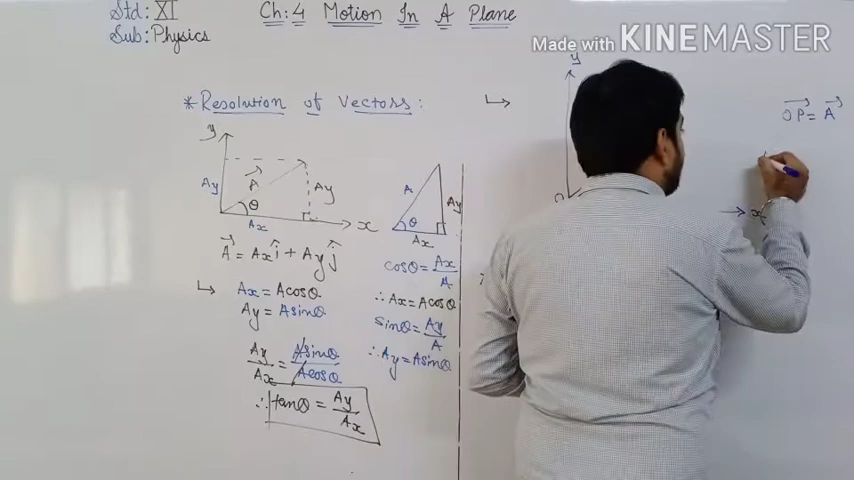 Std: XI
Sub: Physics
Ch: 4 Motion In A Plane
Made with KINEMASTER
*Resolution of Vectors:
y
Ay
A
Ay
θ
Ax
x
A = Axi + Ayj
Ax = Acosθ
Ay = Asinθ
Ay/Ax = Asinθ/Acosθ
∴ tanθ = Ay/Ax
A
Ay
θ
Ax
cosθ = Ax/A
∴ Ax = Acosθ
sinθ = Ay/A
∴ Ay = Asinθ
y
O
x
OP = A